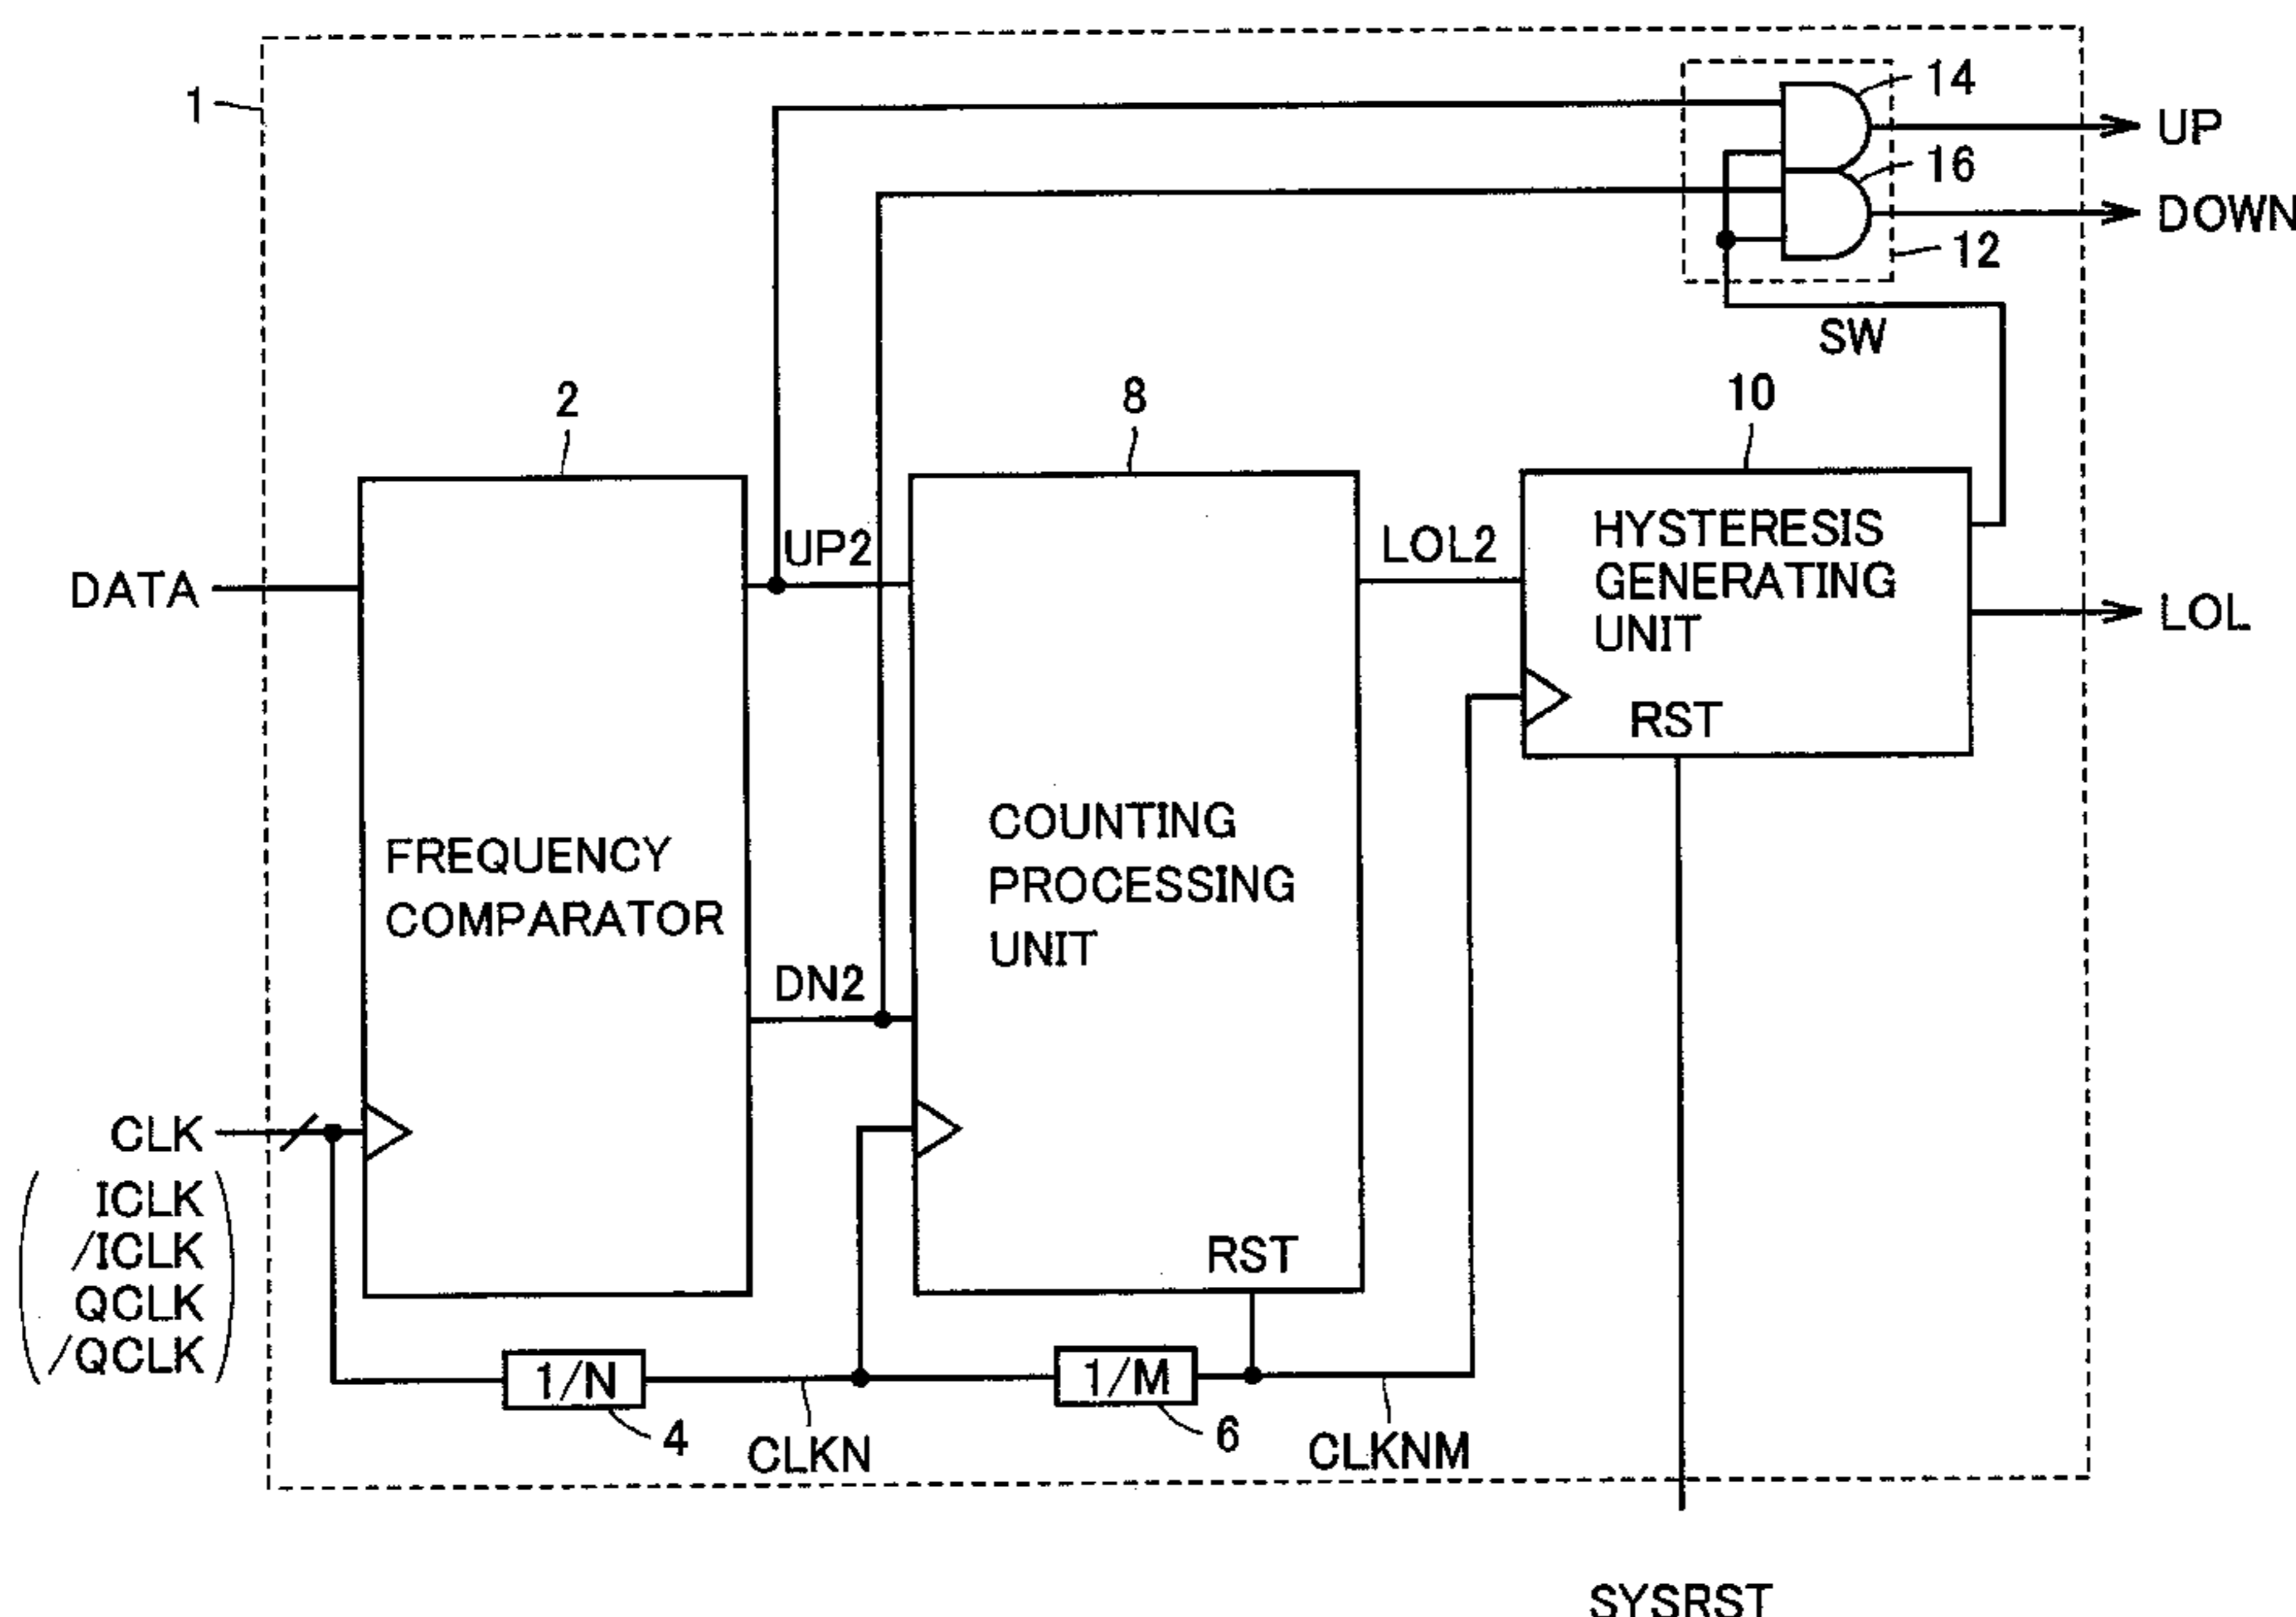 1
14
UP
16
DOWN
12
SW
2
8
10
UP2
LOL2
HYSTERESIS
GENERATING
UNIT
DATA
LOL
RST
COUNTING
PROCESSING
UNIT
FREQUENCY
COMPARATOR
DN2
CLK
ICLK
/ICLK
QCLK
/QCLK
RST
1/N
1/M
4
6
CLKN
CLKNM
SYSRST